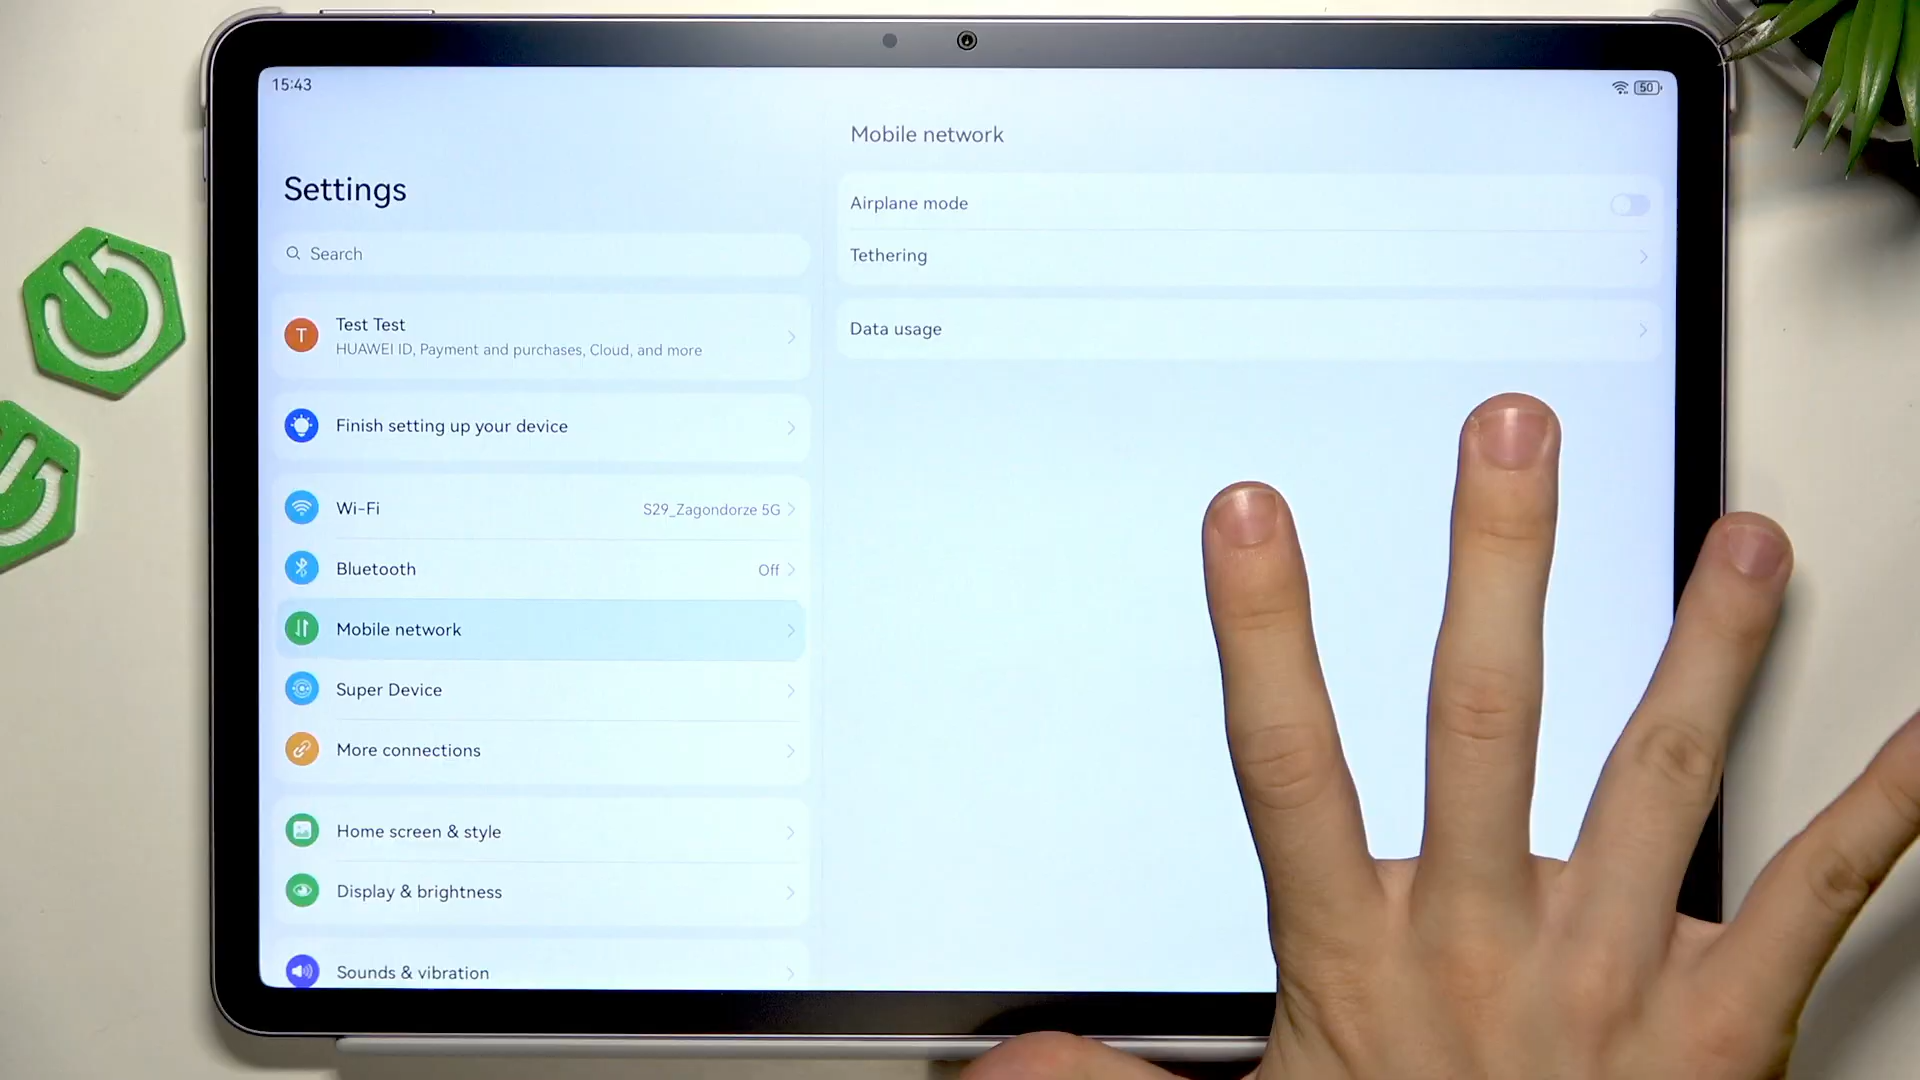 15:43
50
Settings
Search
T
Test Test
HUAWEI ID, Payment and purchases, Cloud, and more
Finish setting up your device
Wi-Fi
S29_Zagondorze 5G
Bluetooth
Off
Mobile network
Super Device
More connections
Home screen & style
Display & brightness
Sounds & vibration
Mobile network
Airplane mode
Tethering
Data usage